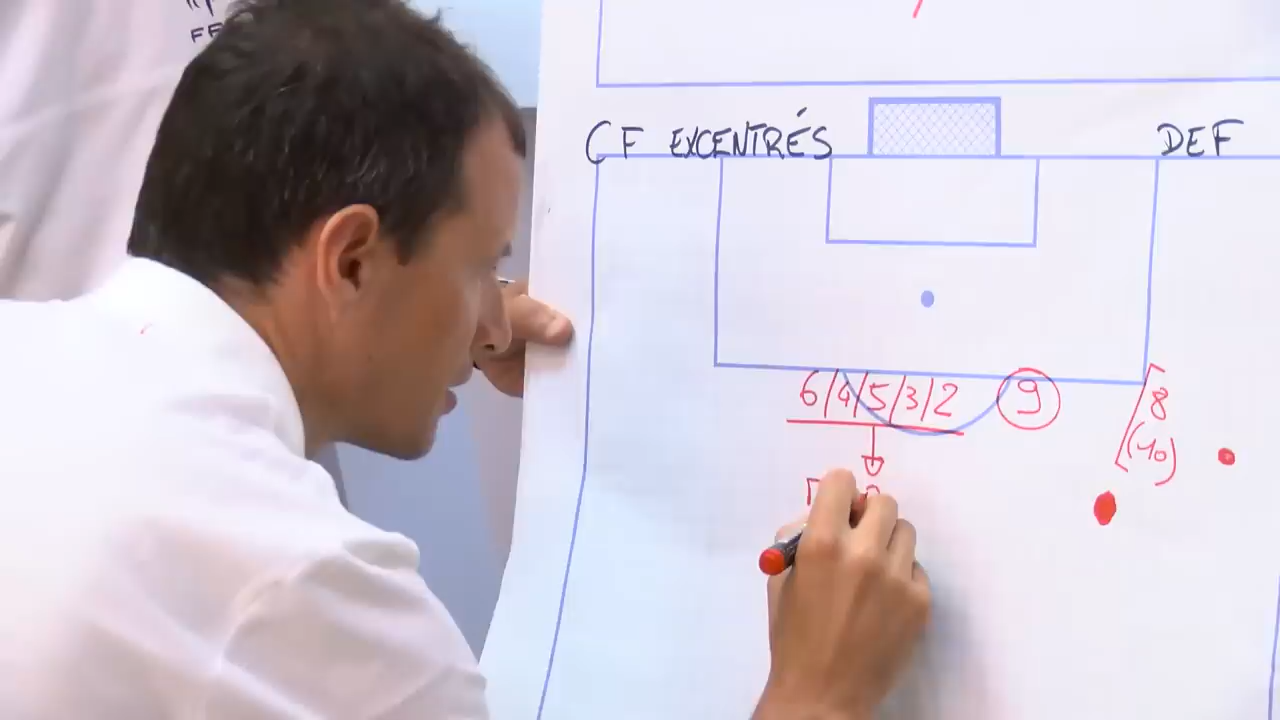 CF EXCENTRÉS
DEF
6/4/5/3/2
9
8
(10)